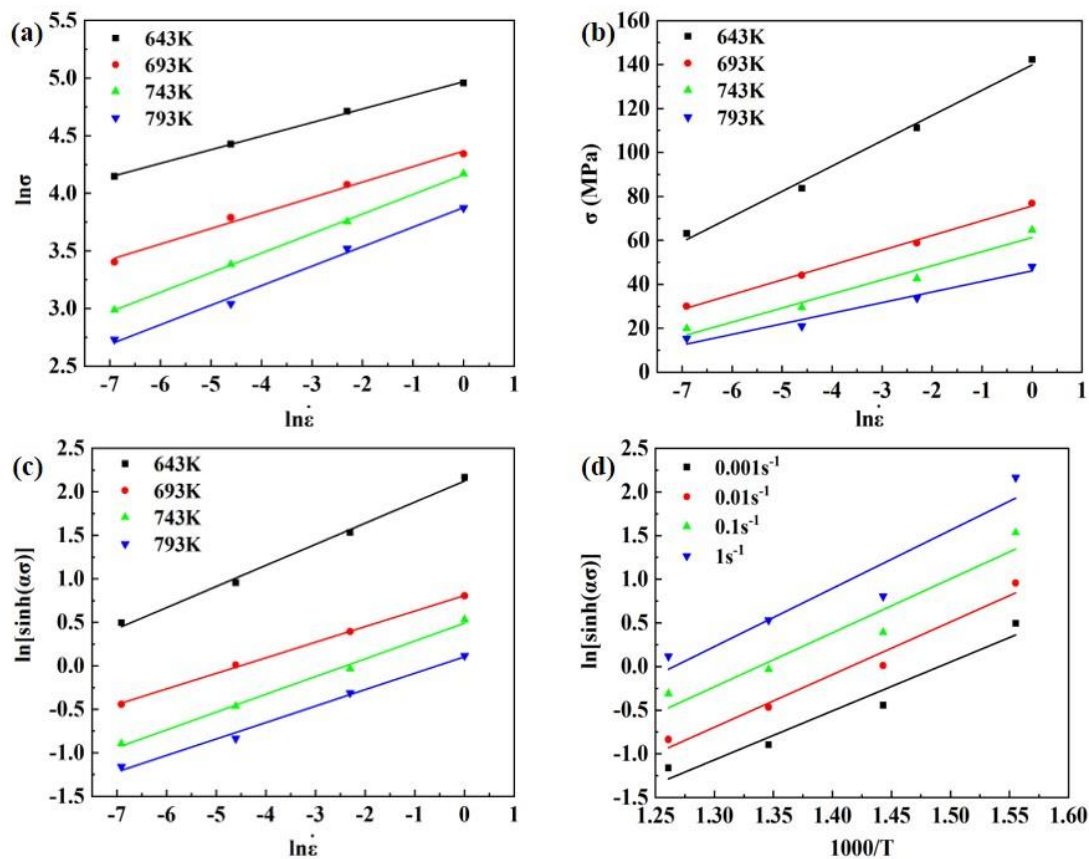 (a)
643K
693K
743K
793K
lnσ
5.5
5.0
4.5
4.0
3.5
3.0
2.5
-7 -6 -5 -4 -3 -2 -1 0 1
lnε̇
(b)
643K
693K
743K
793K
σ (MPa)
160
140
120
100
80
60
40
20
0
-7 -6 -5 -4 -3 -2 -1 0 1
lnε̇
(c)
643K
693K
743K
793K
ln[sinh(ασ)]
2.5
2.0
1.5
1.0
0.5
0.0
-0.5
-1.0
-1.5
-7 -6 -5 -4 -3 -2 -1 0 1
lnε̇
(d)
0.001s⁻¹
0.01s⁻¹
0.1s⁻¹
1s⁻¹
ln[sinh(ασ)]
2.5
2.0
1.5
1.0
0.5
0.0
-0.5
-1.0
-1.5
1.25 1.30 1.35 1.40 1.45 1.50 1.55 1.60
1000/T